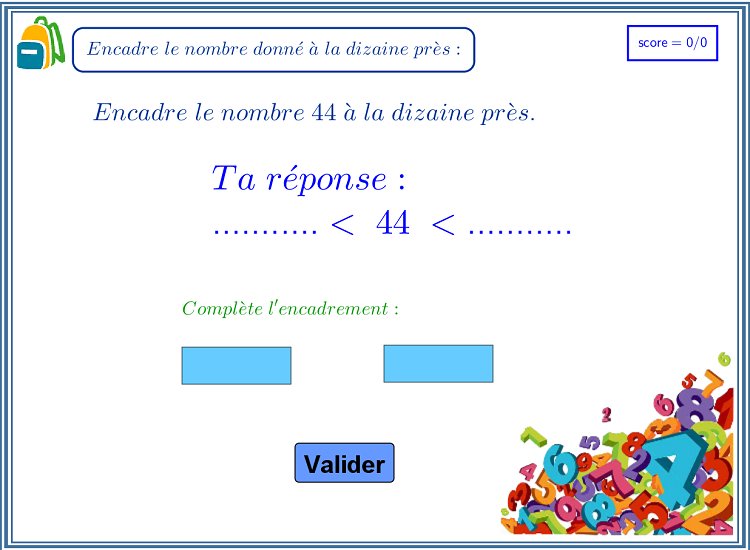 Encadre le nombre donné à la dizaine près :
score = 0/0
Encadre le nombre 44 à la dizaine près.
Ta réponse :
........... < 44 < ...........
Complète l'encadrement :
Valider